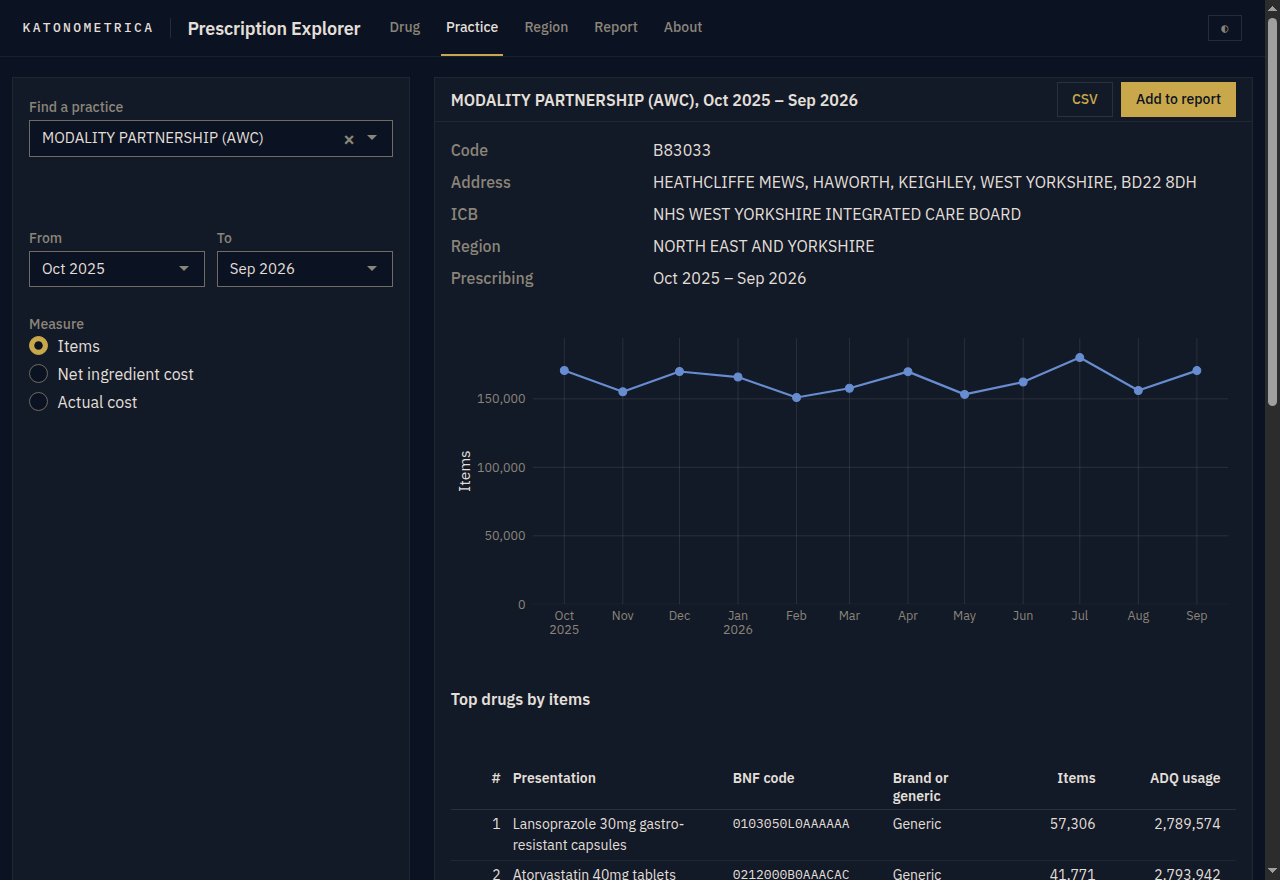 KATONOMETRICA
Prescription Explorer
Drug
Practice
Region
Report
About
Find a practice
MODALITY PARTNERSHIP (AWC)
From
To
Oct 2025
Sep 2026
Measure
Items
Net ingredient cost
Actual cost
MODALITY PARTNERSHIP (AWC), Oct 2025 – Sep 2026
CSV
Add to report
Code B83033
Address HEATHCLIFFE MEWS, HAWORTH, KEIGHLEY, WEST YORKSHIRE, BD22 8DH
ICB NHS WEST YORKSHIRE INTEGRATED CARE BOARD
Region NORTH EAST AND YORKSHIRE
Prescribing Oct 2025 – Sep 2026
150,000
100,000
50,000
0
Items
Oct Nov Dec Jan Feb Mar Apr May Jun Jul Aug Sep
2025 2026
Top drugs by items
# Presentation BNF code Brand or generic Items ADQ usage
1 Lansoprazole 30mg gastro-resistant capsules 0103050L0AAAAAA Generic 57,306 2,789,574
2 Atorvastatin 40mg tablets 0212000B0AAACAC Generic 41,771 2,793,942